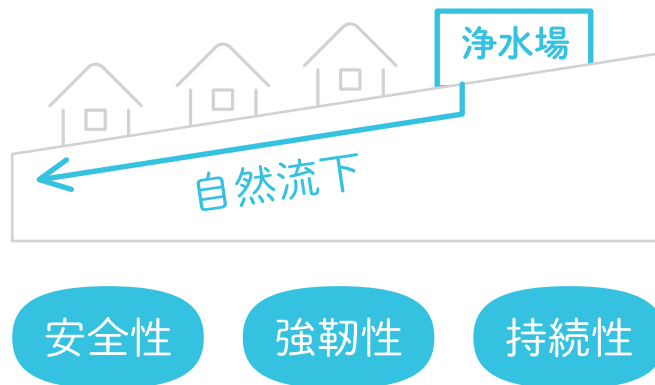 浄水場
自然流下
安全性
強靭性
持続性